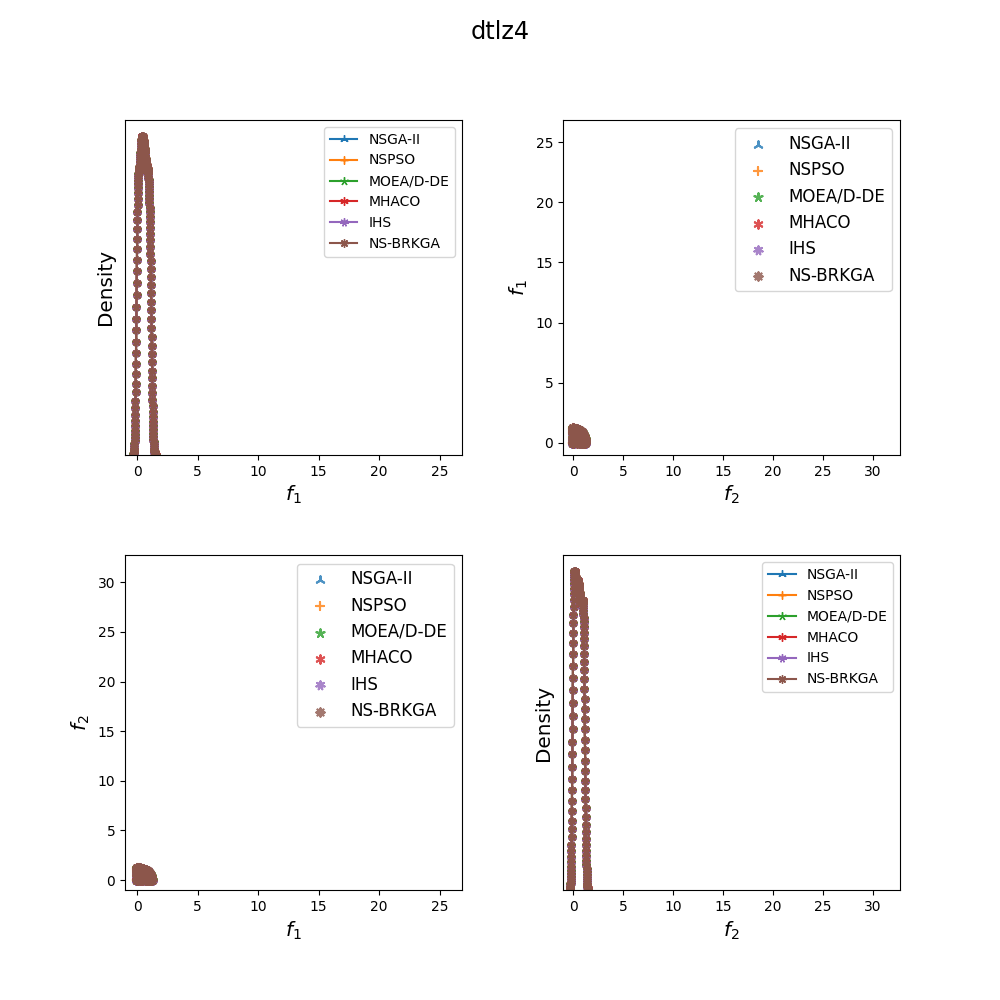 dtlz4
Density
NSGA-II
NSPSO
MOEA/D-DE
MHACO
IHS
NS-BRKGA
0 5 10 15 20 25
f1
f1
25
20
15
10
5
0
NSGA-II
NSPSO
MOEA/D-DE
MHACO
IHS
NS-BRKGA
0 5 10 15 20 25 30
f2
f2
30
25
20
15
10
5
0
NSGA-II
NSPSO
MOEA/D-DE
MHACO
IHS
NS-BRKGA
0 5 10 15 20 25
f1
Density
NSGA-II
NSPSO
MOEA/D-DE
MHACO
IHS
NS-BRKGA
0 5 10 15 20 25 30
f2